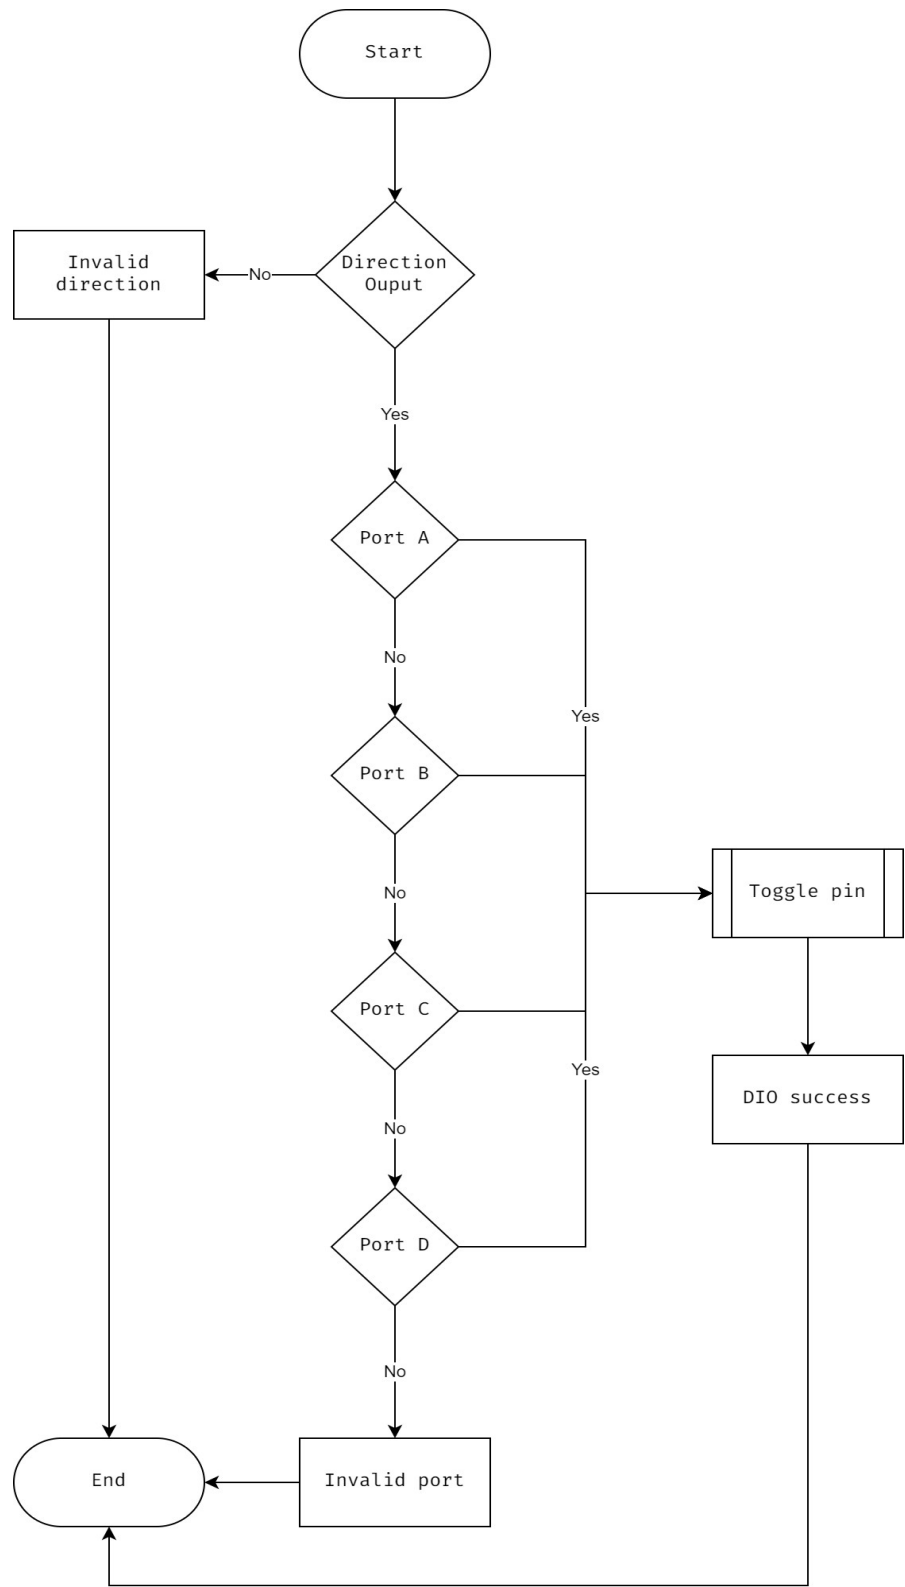 Start
Direction
Ouput
No
Invalid
direction
Yes
Port A
No
Yes
Port B
No
Toggle pin
Port C
Yes
DIO success
No
Port D
No
End
Invalid port